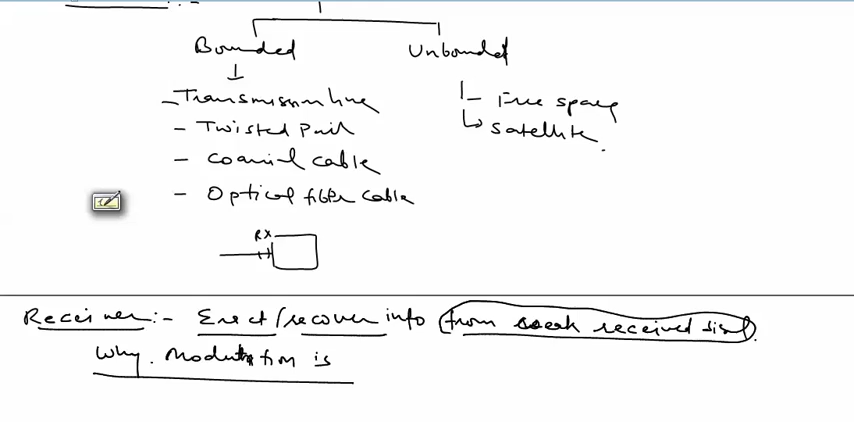 Bounded Unbounded
- Transmission line
- Free space
- Twisted Pair
Satellite.
- Coaxial cable
- Optical fiber cable
RX
Receiver :- Exact/recover info (from weak received signal).
Why. Modulation is